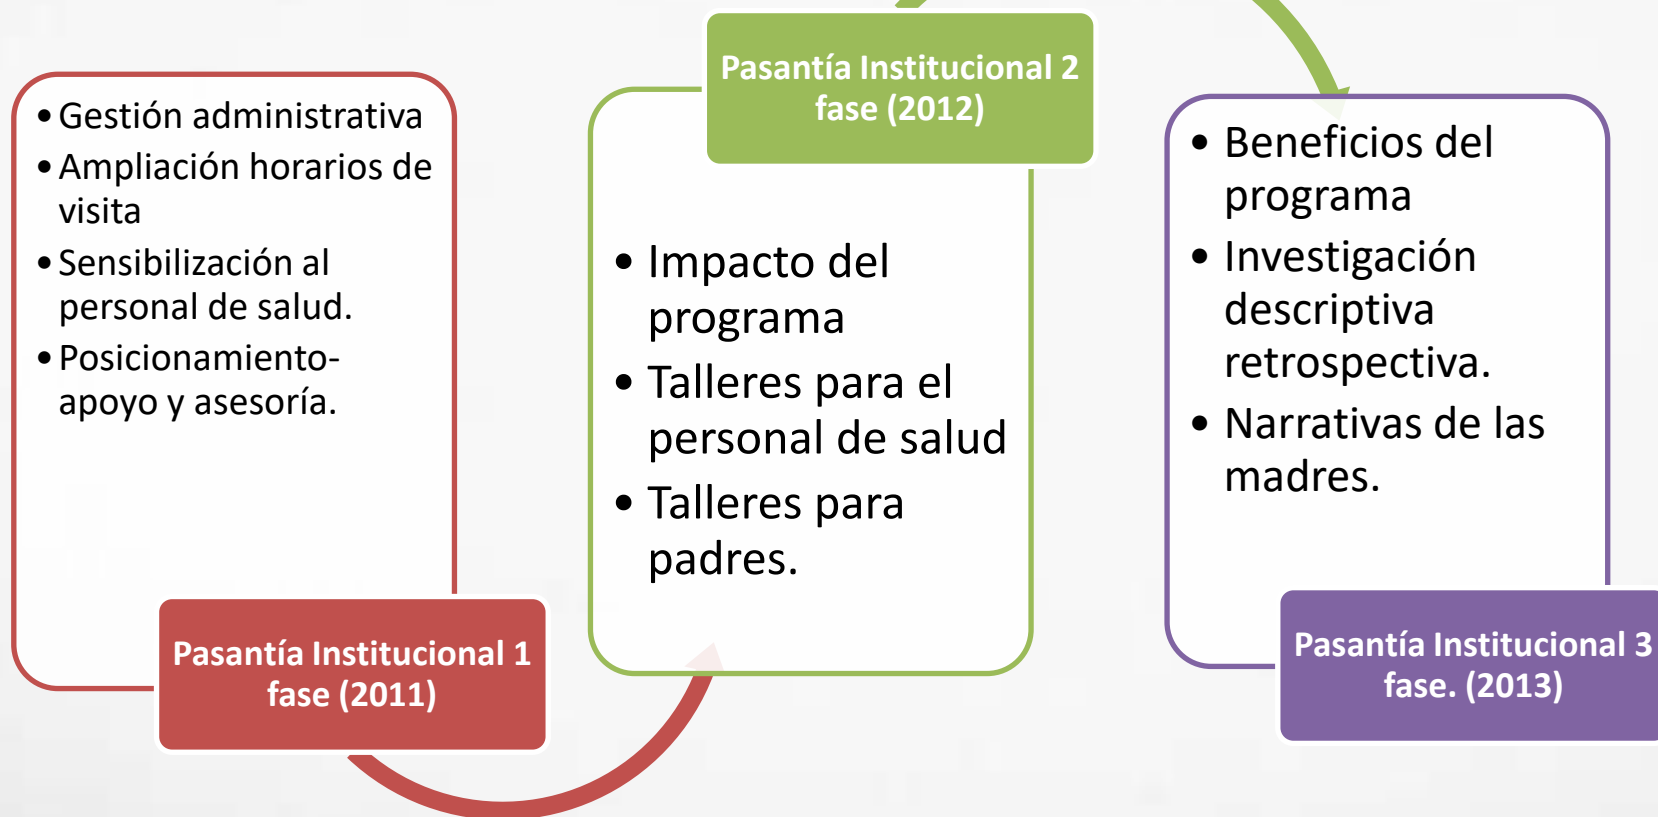 • Gestión administrativa
• Ampliación horarios de
visita
• Sensibilización al
personal de salud.
• Posicionamiento-
apoyo y asesoría.
Pasantía Institucional 1
fase (2011)
Pasantía Institucional 2
fase (2012)
• Impacto del
programa
• Talleres para el
personal de salud
• Talleres para
padres.
• Beneficios del
programa
• Investigación
descriptiva
retrospectiva.
• Narrativas de las
madres.
Pasantía Institucional 3
fase. (2013)